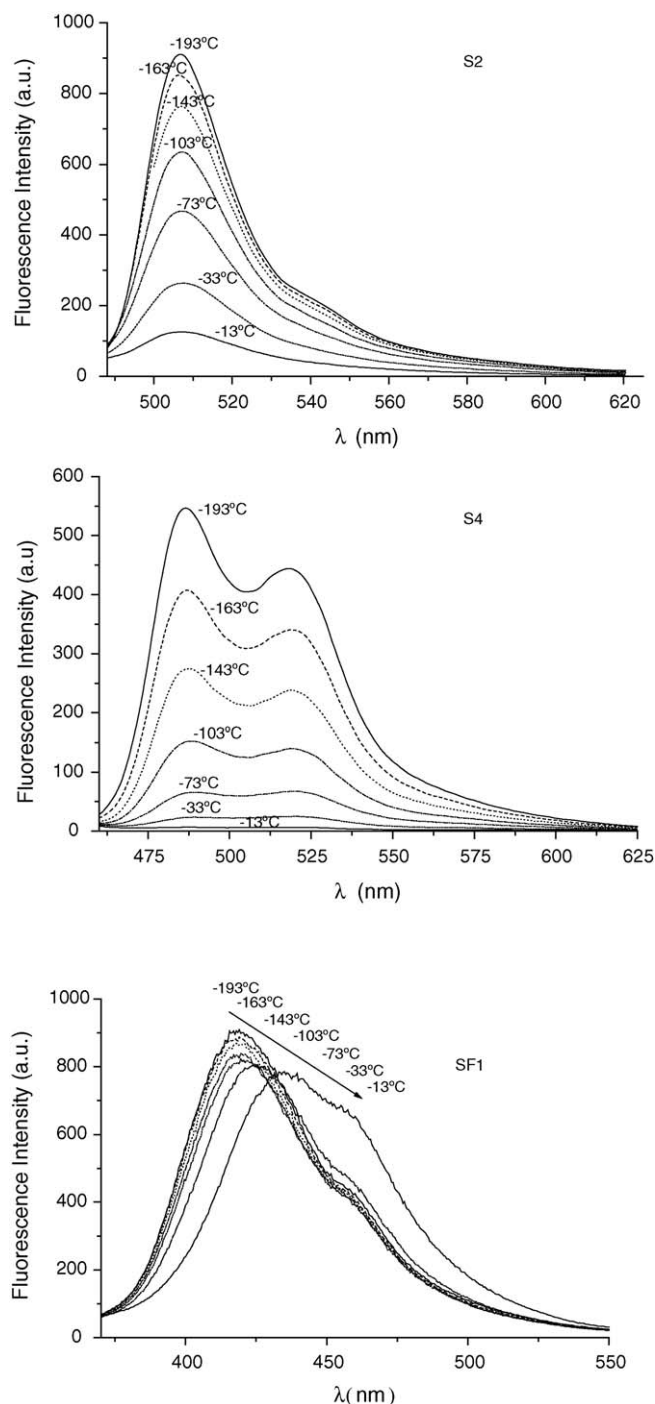 1000
S2
-193ºC
-163ºC
-143ºC
800
-103ºC
600
-73ºC
400
-33ºC
200
-13ºC
0
Fluorescence Intensity (a.u.)
500 520 540 560 580 600 620
λ (nm)
600
S4
-193ºC
500
400
-163ºC
300
-143ºC
200
-103ºC
100
-73ºC
-33ºC
-13ºC
0
Fluorescence Intensity (a.u)
475 500 525 550 575 600 625
λ (nm)
1000
-193ºC
-163ºC
-143ºC
-103ºC
-73ºC
-33ºC
-13ºC
SF1
800
600
400
200
0
Fluorescence Intensity (a.u.)
400 450 500 550
λ(nm)